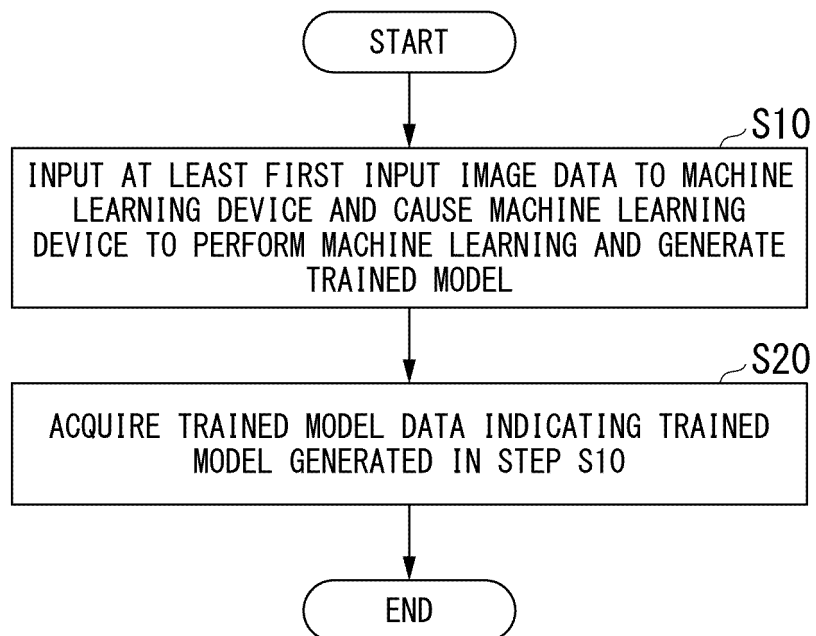 START
S10
INPUT AT LEAST FIRST INPUT IMAGE DATA TO MACHINE
LEARNING DEVICE AND CAUSE MACHINE LEARNING
DEVICE TO PERFORM MACHINE LEARNING AND GENERATE
TRAINED MODEL
S20
ACQUIRE TRAINED MODEL DATA INDICATING TRAINED
MODEL GENERATED IN STEP S10
END